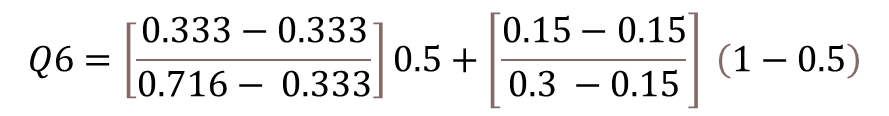 Q6 = [ (0.333 − 0.333) / (0.716 − 0.333) ] 0.5 + [ (0.15 − 0.15) / (0.3 − 0.15) ] (1 − 0.5)